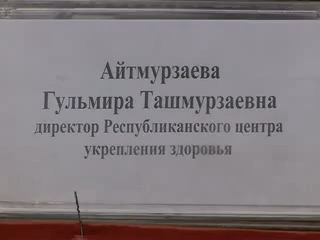 Айтмурзаева
Гульмира Ташмурзаевна
директор Республиканского центра
укрепления здоровья